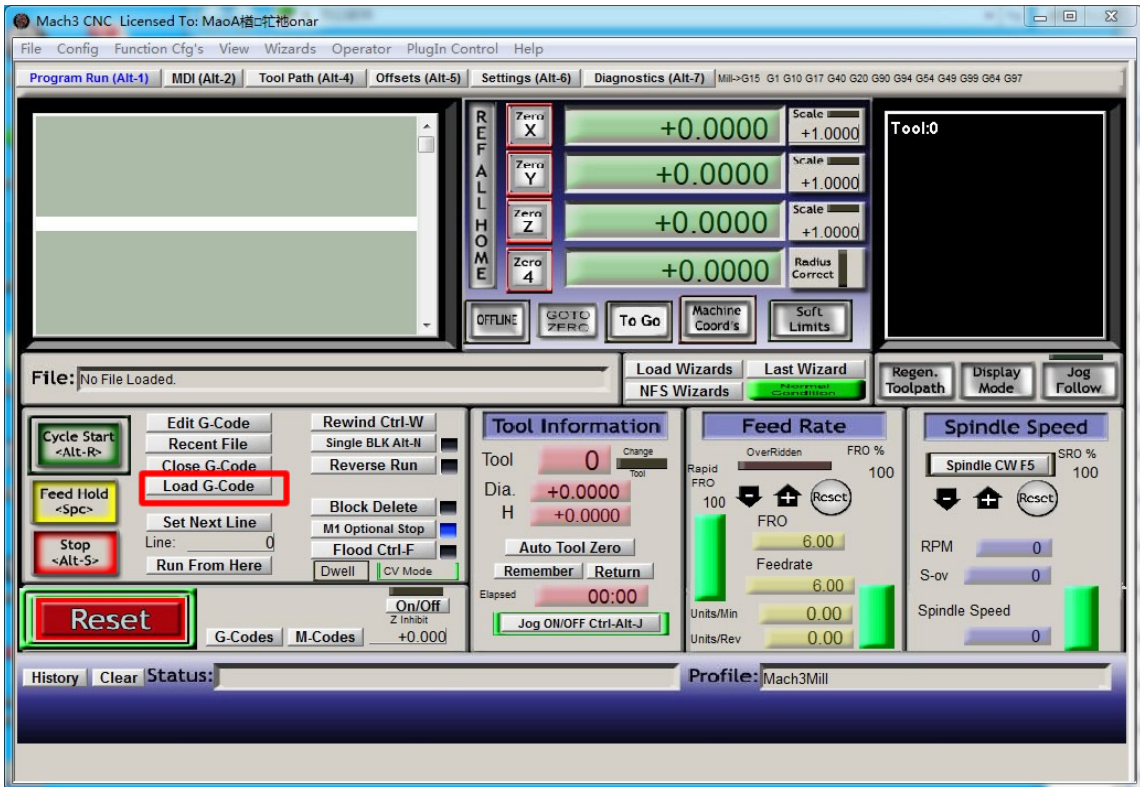 Mach3 CNC Licensed To: MaoA楢□牤衪onar
File Config Function Cfg's View Wizards Operator PlugIn Control Help
Program Run (Alt-1) MDI (Alt-2) Tool Path (Alt-4) Offsets (Alt-5) Settings (Alt-6) Diagnostics (Alt-7) Mill->G15 G1 G10 G17 G40 G20 G90 G94 G54 G49 G99 G64 G97
REF ALL HOME
Zero X +0.0000 Scale +1.0000
Zero Y +0.0000 Scale +1.0000
Zero Z +0.0000 Scale +1.0000
Zero 4 +0.0000 Radius Correct
Tool:0
OFFLINE GOTO ZERO To Go Machine Coord's Soft Limits
File: No File Loaded.
Load Wizards Last Wizard
NFS Wizards Normal Condition
Regen. Toolpath Display Mode Jog Follow
Cycle Start
<Alt-R>
Feed Hold
<Spc>
Stop
<Alt-S>
Edit G-Code
Recent File
Close G-Code
Load G-Code
Set Next Line
Line: 0
Run From Here
Rewind Ctrl-W
Single BLK Alt-N
Reverse Run
Block Delete
M1 Optional Stop
Flood Ctrl-F
Dwell CV Mode
Reset
G-Codes M-Codes
On/Off
Z Inhibit
+0.000
Tool Information
Tool 0 Change Tool
Dia. +0.0000
H +0.0000
Auto Tool Zero
Remember Return
Elapsed 00:00
Jog ON/OFF Ctrl-Alt-J
Feed Rate
OverRidden FRO %
100
Rapid
FRO
100
Reset
FRO
6.00
Feedrate
6.00
Units/Min 0.00
Units/Rev 0.00
Spindle Speed
Spindle CW F5 SRO %
100
Reset
RPM 0
S-ov 0
Spindle Speed
0
History Clear Status:
Profile: Mach3Mill